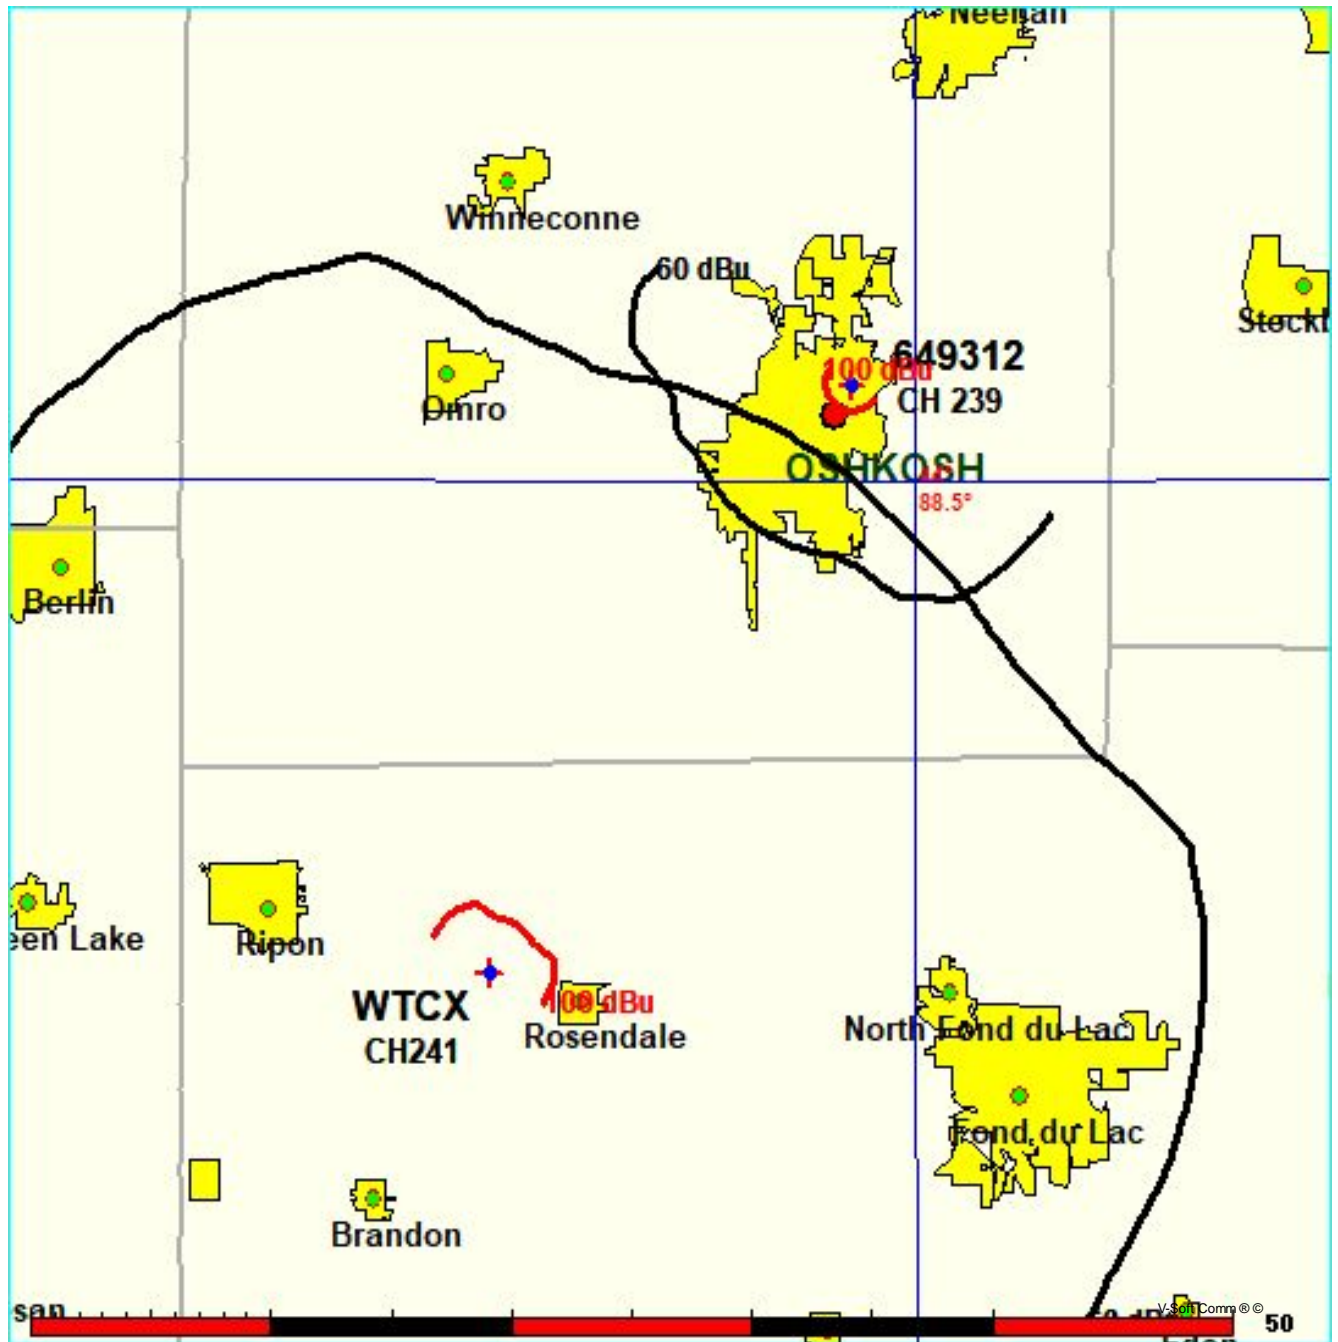 Neenah
Winneconne
60 dBu
Stockb
649312
100 dBu
CH 239
Omro
OSHKOSH
88.5°
Berlin
een Lake
Ripon
WTCX
100 dBu
CH241
Rosendale
North Fond du Lac
Fond du Lac
Brandon
san
V-Soft Comm ® ©
50